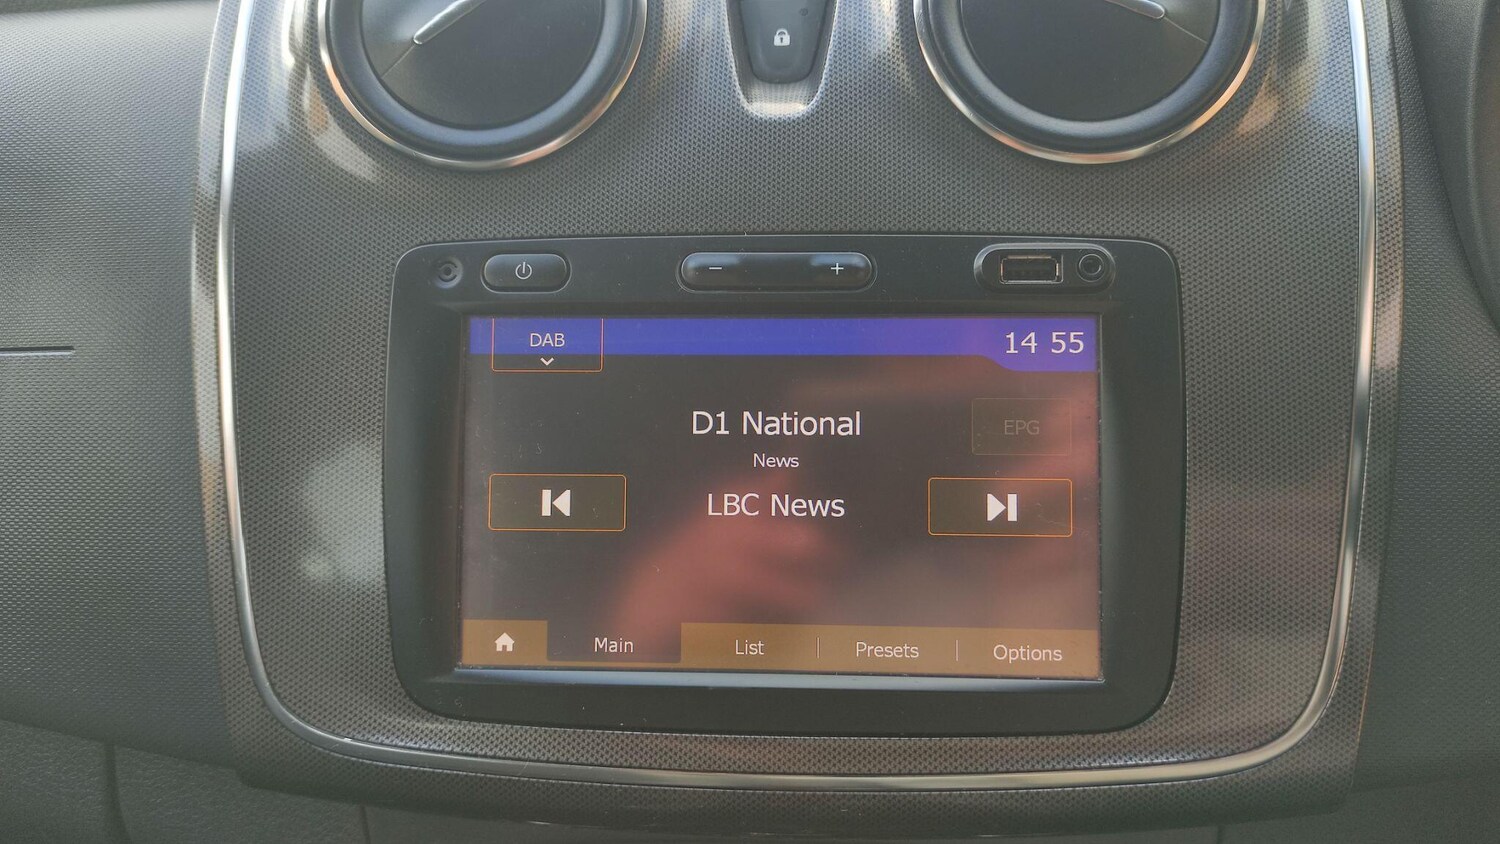 DAB
14 55
D1 National
EPG
News
LBC News
Main
List
Presets
Options